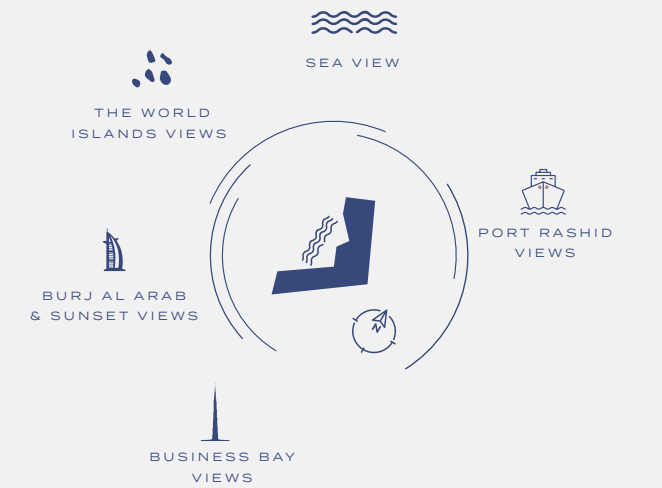 SEA VIEW
THE WORLD
ISLANDS VIEWS
PORT RASHID
VIEWS
BURJ AL ARAB
& SUNSET VIEWS
N
BUSINESS BAY
VIEWS